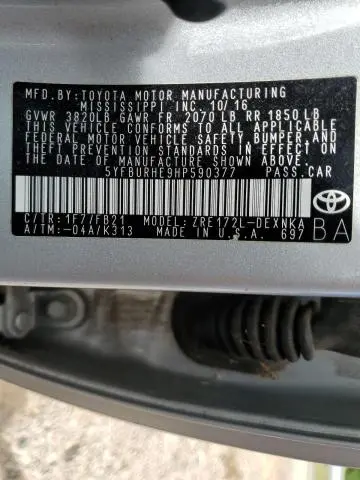 MFD. BY: TOYOTA MOTOR MANUFACTURING
MISSISSIPPI INC. 10/16
GVWR 3820LB GAWR FR 2070 LB RR 1850 LB
THIS VEHICLE CONFORMS TO ALL APPLICABLE
FEDERAL MOTOR VEHICLE SAFETY, BUMPER, AND
THEFT PREVENTION STANDARDS IN EFFECT ON
THE DATE OF MANUFACTURE SHOWN ABOVE.
5YFBURHE9HP590377 PASS. CAR
C/TR: 1F7/FB21 MODEL: ZRE172L-DEXNKA
A/TM: -04A/K313 MADE IN U.S.A. 697
BA